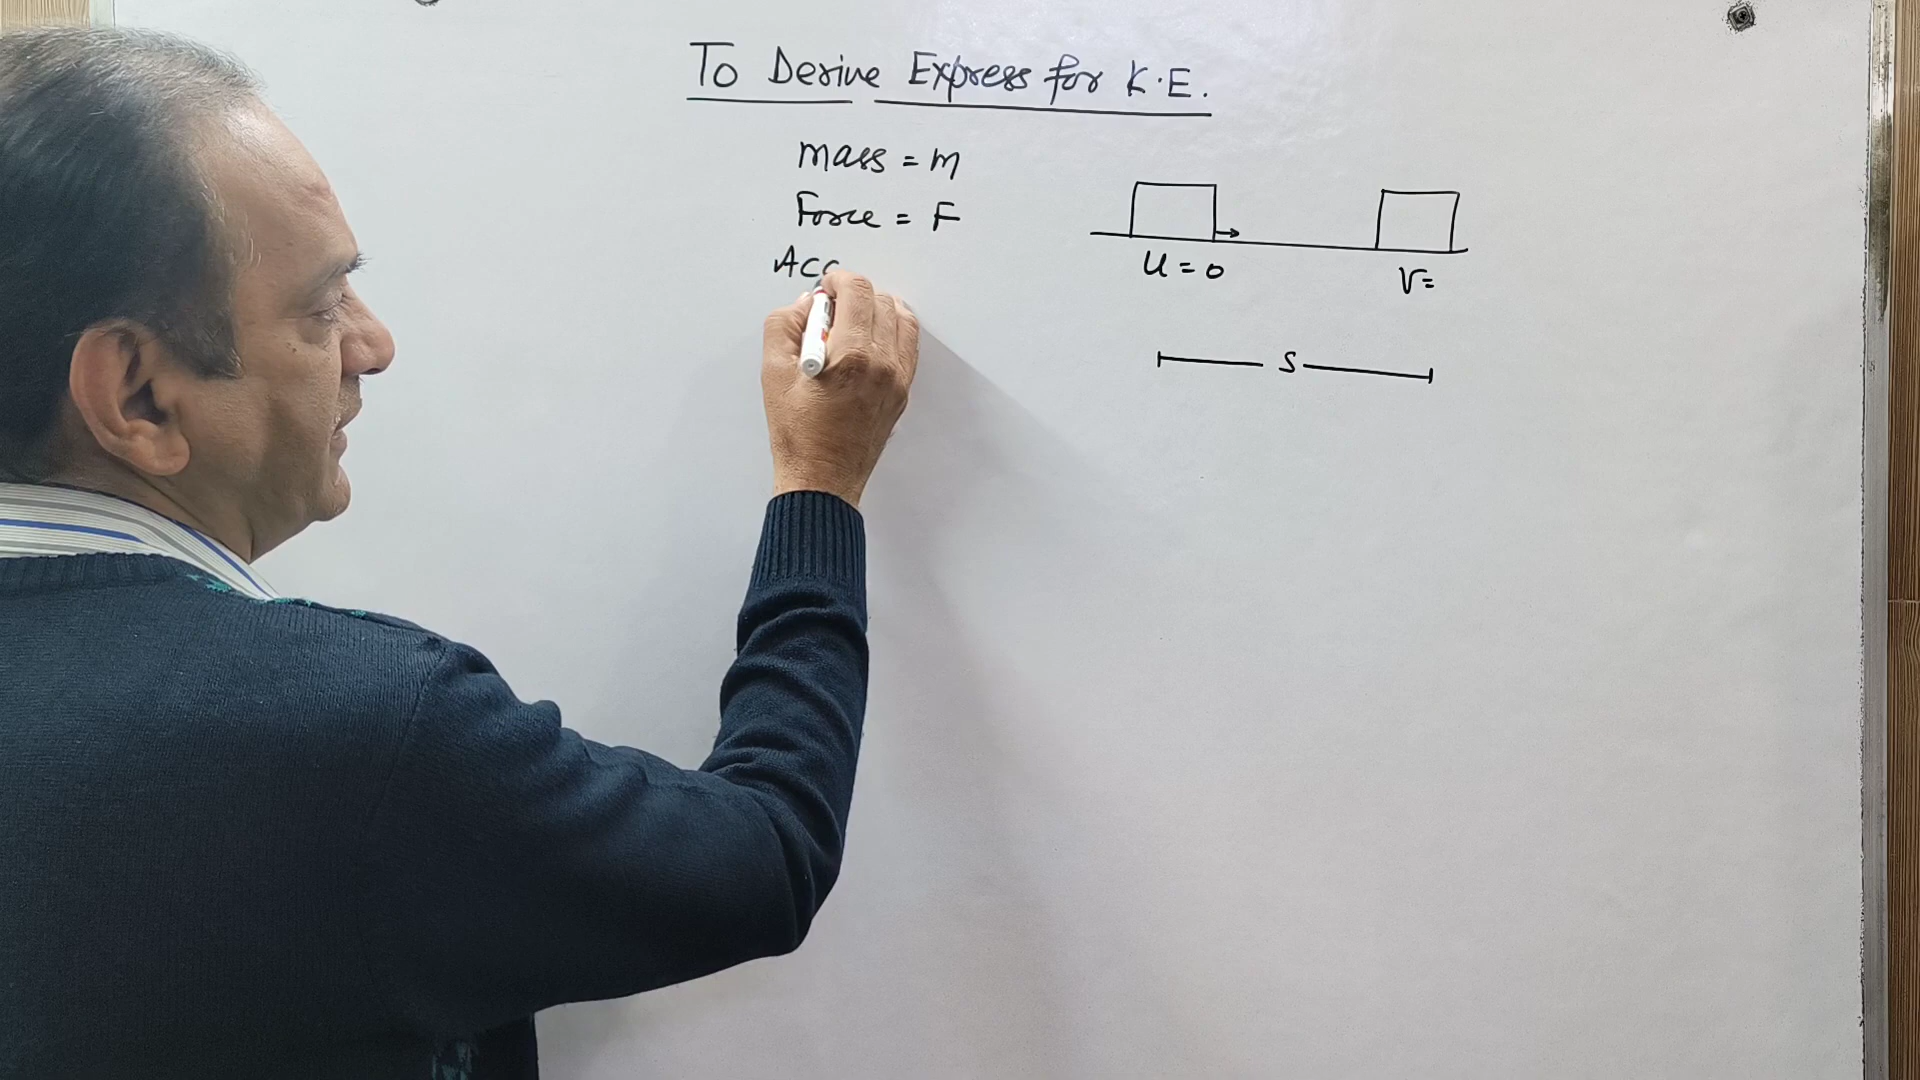 To Derive Express for K.E.
mass = m
Force = F
Acc
u = 0
V=
S